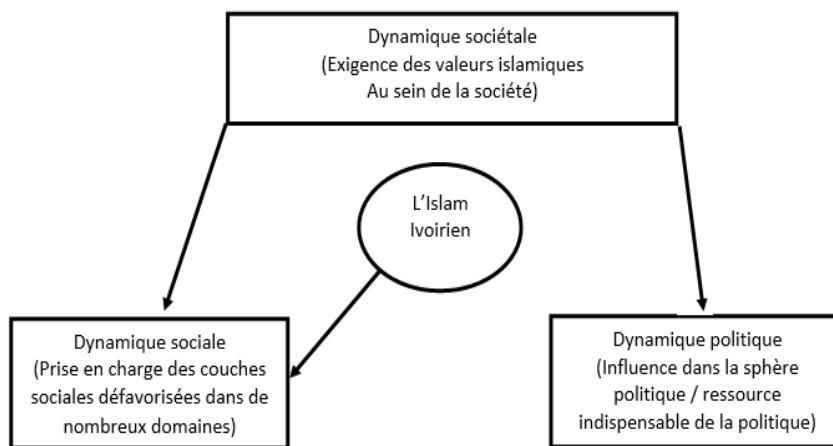 Dynamique sociétale
(Exigence des valeurs islamiques
Au sein de la société)
L'Islam
Ivoirien
Dynamique sociale
(Prise en charge des couches
sociales défavorisées dans de
nombreux domaines)
Dynamique politique
(Influence dans la sphère
politique / ressource
indispensable de la politique)